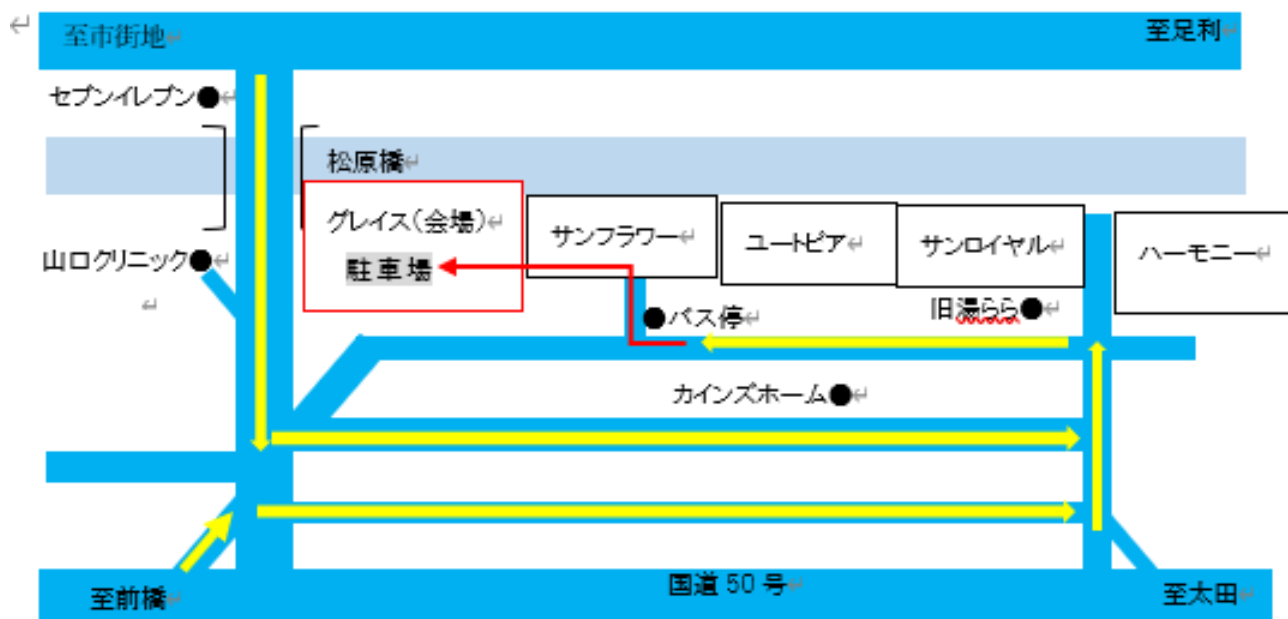 至市街地
至足利
セブンイレブン●
松原橋
グレイス(会場)
駐車場
サンフラワー
ユートピア
サンロイヤル
ハーモニー
山口クリニック●
●バス停
旧湯らら●
カインズホーム●
国道50号
至前橋
至太田